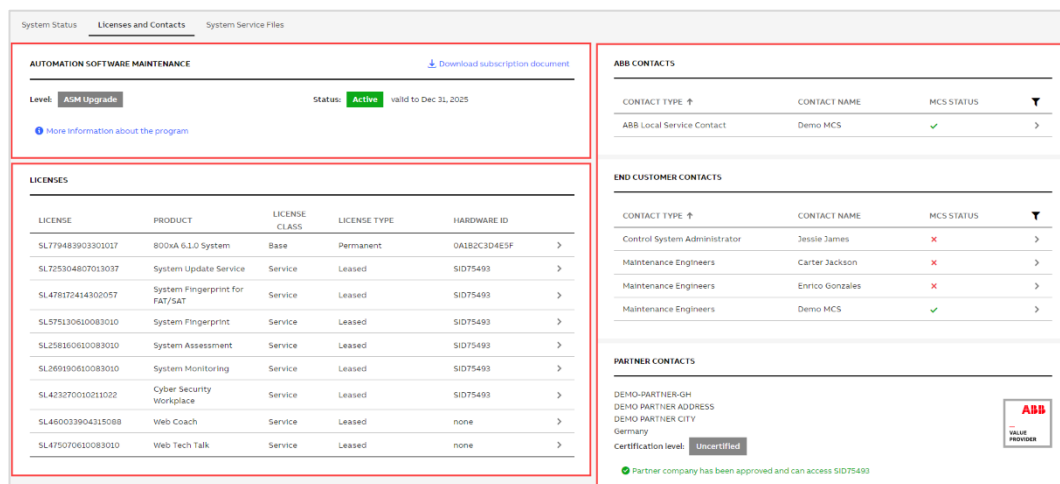 System Status Licenses and Contacts System Service Files
AUTOMATION SOFTWARE MAINTENANCE Download subscription document
Level: ASM Upgrade Status: Active valid to Dec 31, 2025
More information about the program
LICENSES
LICENSE PRODUCT LICENSE CLASS LICENSE TYPE HARDWARE ID
SL779483903301017 800xA 6.1.0 System Base Permanent 0A1B2C3D4E5F
SL725304807013037 System Update Service Service Leased SID75493
SL478172414302057 System Fingerprint for FAT/SAT Service Leased SID75493
SL575130610083010 System Fingerprint Service Leased SID75493
SL258160610083010 System Assessment Service Leased SID75493
SL269190610083010 System Monitoring Service Leased SID75493
SL423270010211022 Cyber Security Workplace Service Leased SID75493
SL460033904315088 Web Coach Service Leased none
SL475070610083010 Web Tech Talk Service Leased none
ABB CONTACTS
CONTACT TYPE CONTACT NAME MCS STATUS
ABB Local Service Contact Demo MCS
END CUSTOMER CONTACTS
CONTACT TYPE CONTACT NAME MCS STATUS
Control System Administrator Jessie James
Maintenance Engineers Carter Jackson
Maintenance Engineers Enrico Gonzales
Maintenance Engineers Demo MCS
PARTNER CONTACTS
DEMO-PARTNER-GH
DEMO PARTNER ADDRESS
DEMO PARTNER CITY
Germany
Certification level: Uncertified
Partner company has been approved and can access SID75493
ABB
VALUE
PROVIDER